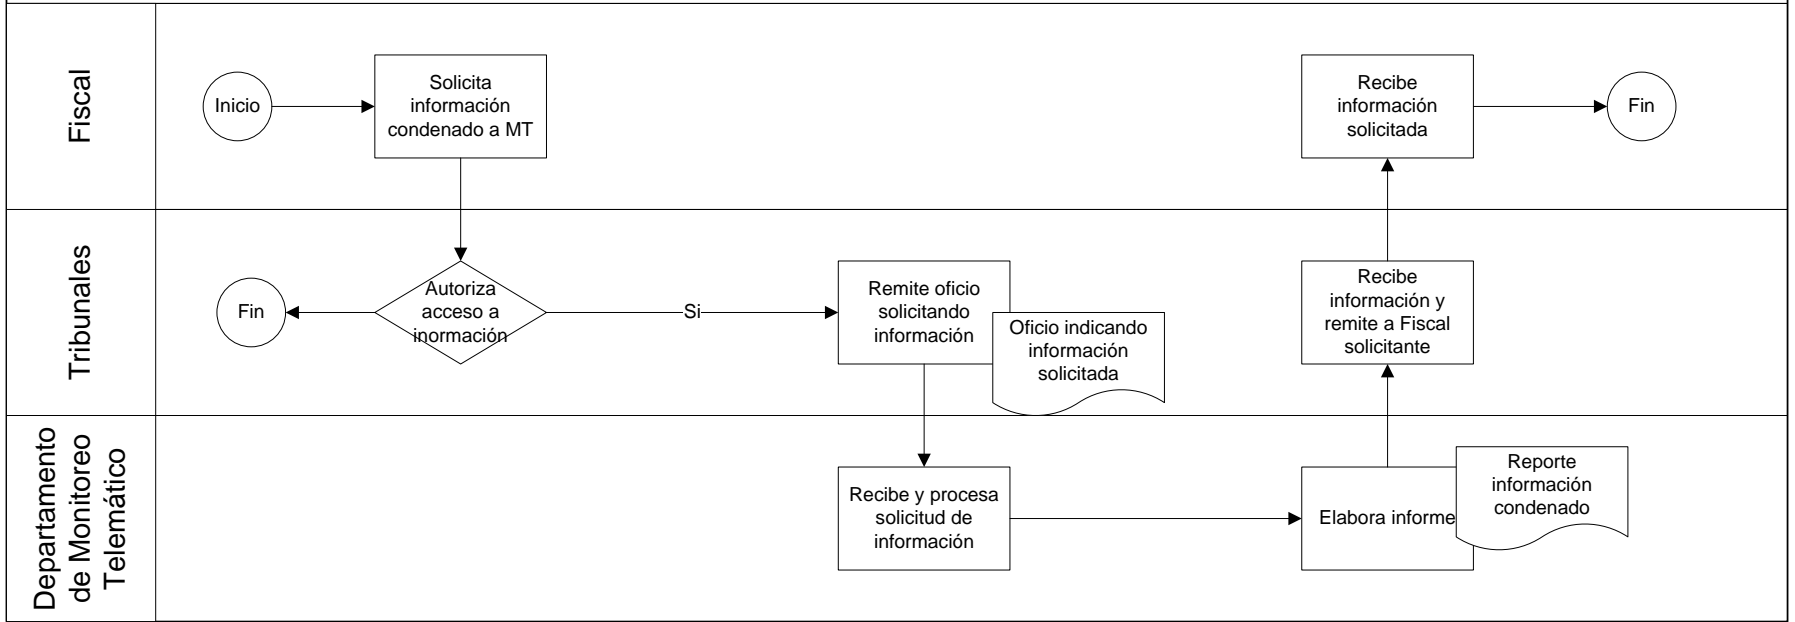 Fiscal
Inicio
Solicita
información
condenado a MT
Recibe
información
solicitada
Fin
Tribunales
Fin
Autoriza
acceso a
inormación
Si
Remite oficio
solicitando
información
Oficio indicando
información
solicitada
Recibe
información y
remite a Fiscal
solicitante
Departamento
de Monitoreo
Telemático
Recibe y procesa
solicitud de
información
Elabora informe
Reporte
información
condenado